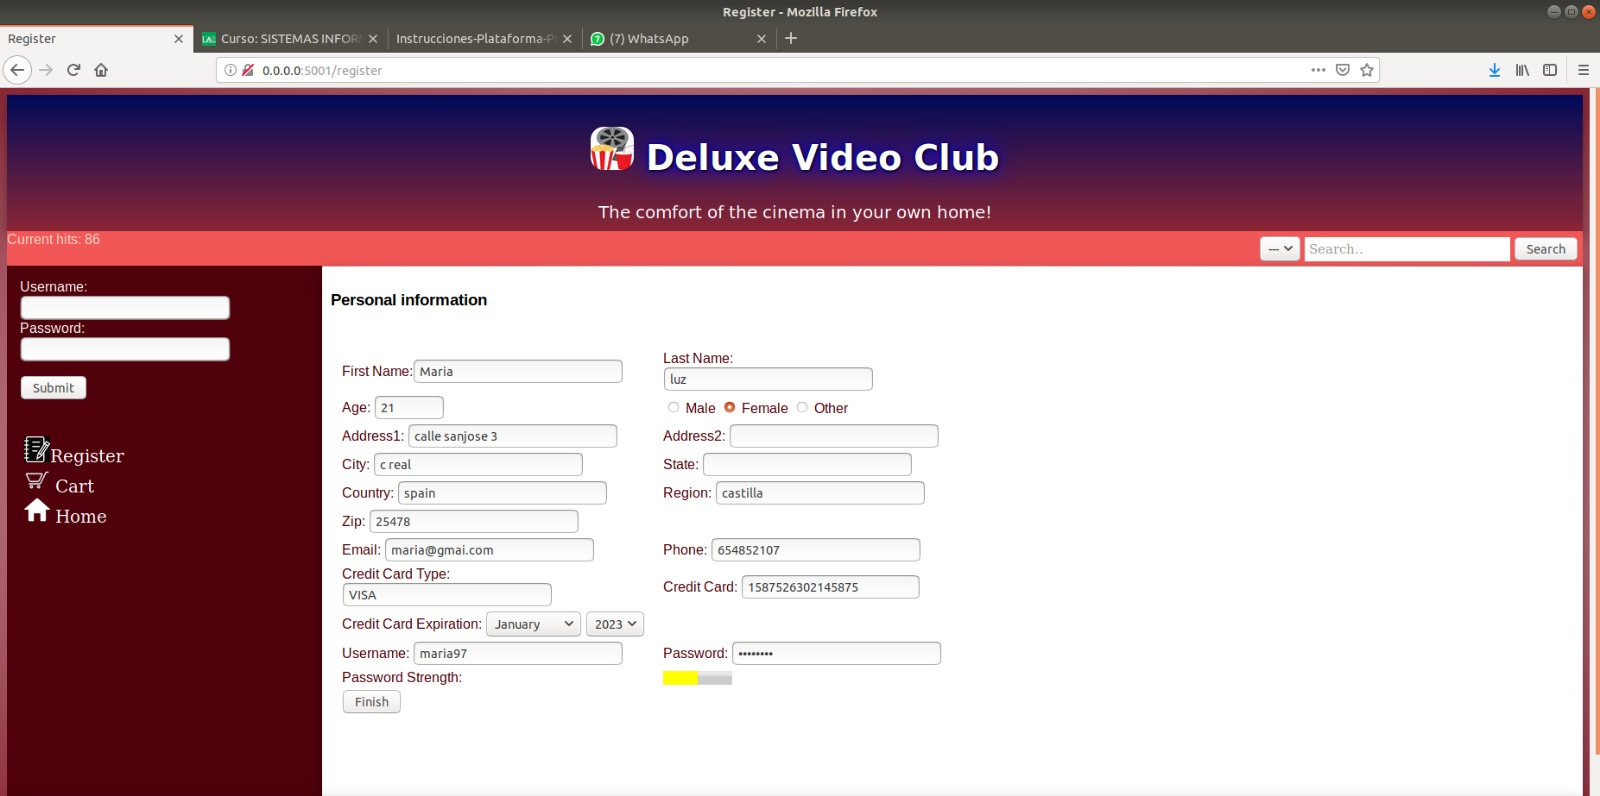 Register - Mozilla Firefox
Register
Curso: SISTEMAS INFOR
Instrucciones-Plataforma-P
(7) WhatsApp
0.0.0.0:5001/register
Deluxe Video Club
The comfort of the cinema in your own home!
Current hits: 86
---
Search..
Search
Username:
Password:
Submit
Register
Cart
Home
Personal information
First Name: Maria
Last Name:
luz
Age: 21
Male Female Other
Address1: calle sanjose 3
Address2:
City: c real
State:
Country: spain
Region: castilla
Zip: 25478
Email: maria@gmai.com
Phone: 654852107
Credit Card Type:
VISA
Credit Card: 1587526302145875
Credit Card Expiration: January 2023
Username: maria97
Password: ••••••••
Password Strength:
Finish